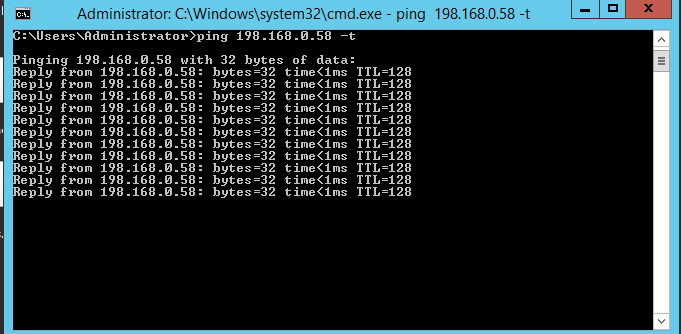 Administrator: C:\Windows\system32\cmd.exe - ping  198.168.0.58 -t
C:\Users\Administrator>ping 198.168.0.58 -t
Pinging 198.168.0.58 with 32 bytes of data:
Reply from 198.168.0.58: bytes=32 time<1ms TTL=128
Reply from 198.168.0.58: bytes=32 time<1ms TTL=128
Reply from 198.168.0.58: bytes=32 time<1ms TTL=128
Reply from 198.168.0.58: bytes=32 time<1ms TTL=128
Reply from 198.168.0.58: bytes=32 time<1ms TTL=128
Reply from 198.168.0.58: bytes=32 time<1ms TTL=128
Reply from 198.168.0.58: bytes=32 time<1ms TTL=128
Reply from 198.168.0.58: bytes=32 time<1ms TTL=128
Reply from 198.168.0.58: bytes=32 time<1ms TTL=128
Reply from 198.168.0.58: bytes=32 time<1ms TTL=128
Reply from 198.168.0.58: bytes=32 time<1ms TTL=128